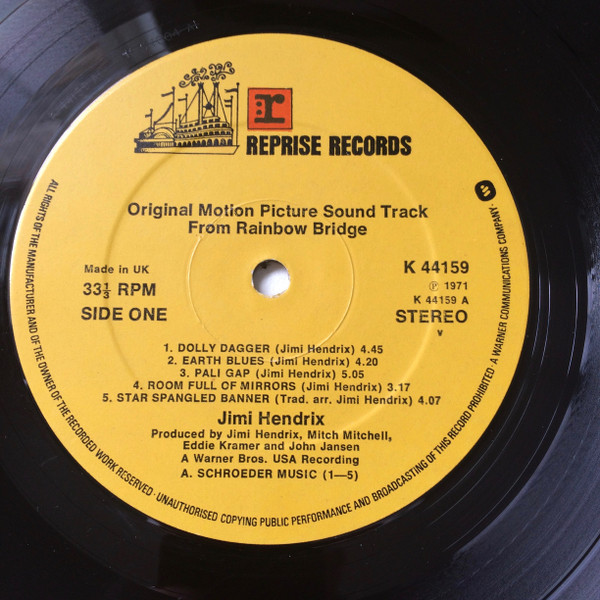 r
REPRISE RECORDS
Original Motion Picture Sound Track
From Rainbow Bridge
Made in UK
33⅓ RPM
SIDE ONE
K 44159
℗ 1971
K 44159 A
STEREO
v
1. DOLLY DAGGER (Jimi Hendrix) 4.45
2. EARTH BLUES (Jimi Hendrix) 4.20
3. PALI GAP (Jimi Hendrix) 5.05
4. ROOM FULL OF MIRRORS (Jimi Hendrix) 3.17
5. STAR SPANGLED BANNER (Trad. arr. Jimi Hendrix) 4.07
Jimi Hendrix
Produced by Jimi Hendrix, Mitch Mitchell,
Eddie Kramer and John Jansen
A Warner Bros. USA Recording
A. SCHROEDER MUSIC (1—5)
ALL RIGHTS OF THE MANUFACTURER AND OF THE OWNER OF THE RECORDED WORK RESERVED · UNAUTHORISED COPYING PUBLIC PERFORMANCE AND BROADCASTING OF THIS RECORD PROHIBITED · A WARNER COMMUNICATIONS COMPANY ·